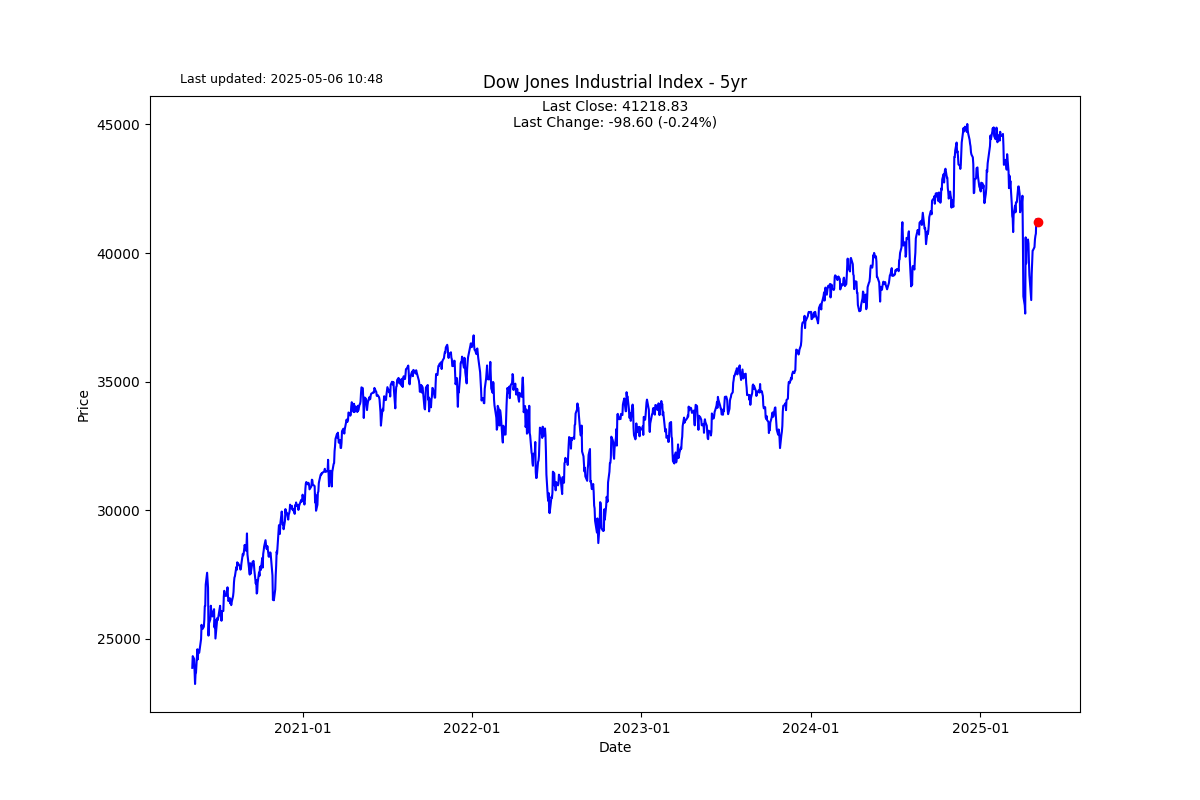 Last updated: 2025-05-06 10:48
Dow Jones Industrial Index - 5yr
Last Close: 41218.83
Last Change: -98.60 (-0.24%)
45000
40000
35000
30000
25000
Price
2021-01
2022-01
2023-01
2024-01
2025-01
Date